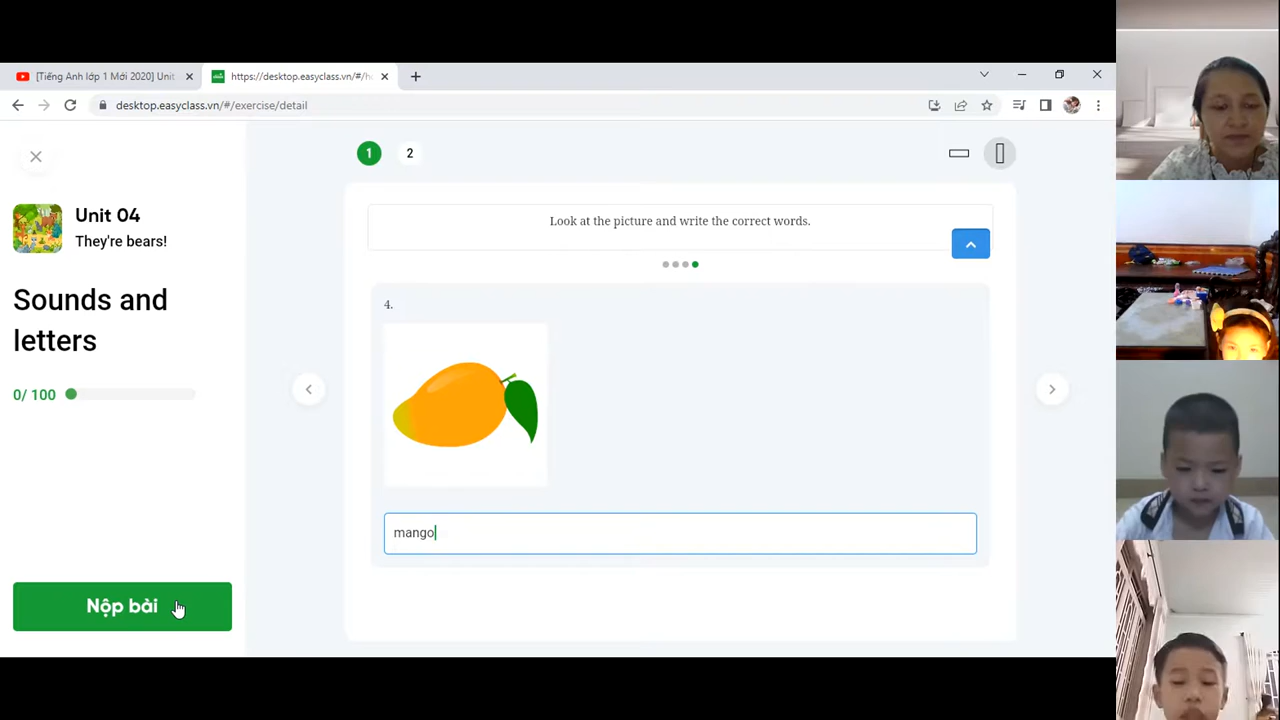 [Tiếng Anh lớp 1 Mới 2020] Unit
https://desktop.easyclass.vn/#/h
desktop.easyclass.vn/#/exercise/detail
1 2
Unit 04
They're bears!
Sounds and
letters
0/ 100
Nộp bài
Look at the picture and write the correct words.
4.
mango